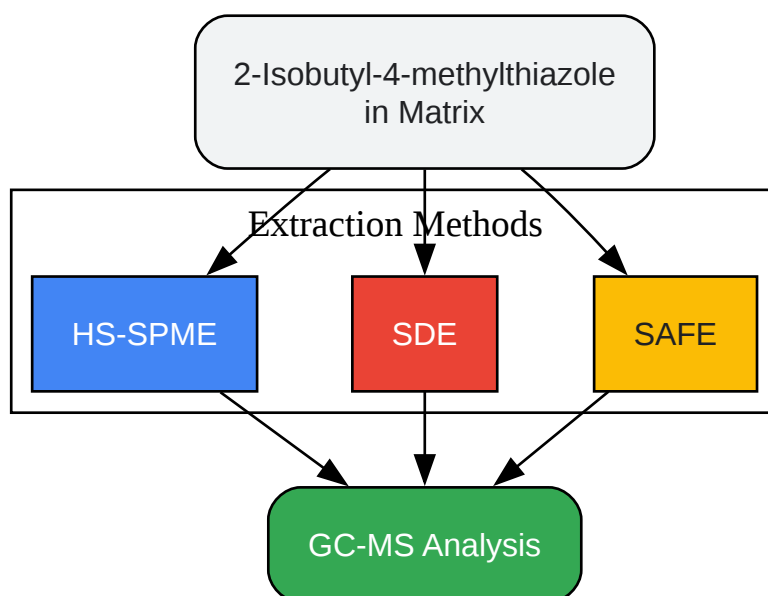 2-Isobutyl-4-methylthiazole
in Matrix
Extraction Methods
HS-SPME
SDE
SAFE
GC-MS Analysis